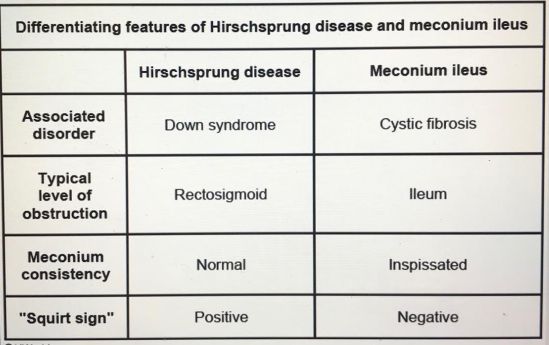 Differentiating features of Hirschsprung disease and meconium ileus
Hirschsprung disease Meconium ileus
Associated
disorder Down syndrome Cystic fibrosis
Typical
level of
obstruction Rectosigmoid Ileum
Meconium
consistency Normal Inspissated
"Squirt sign" Positive Negative